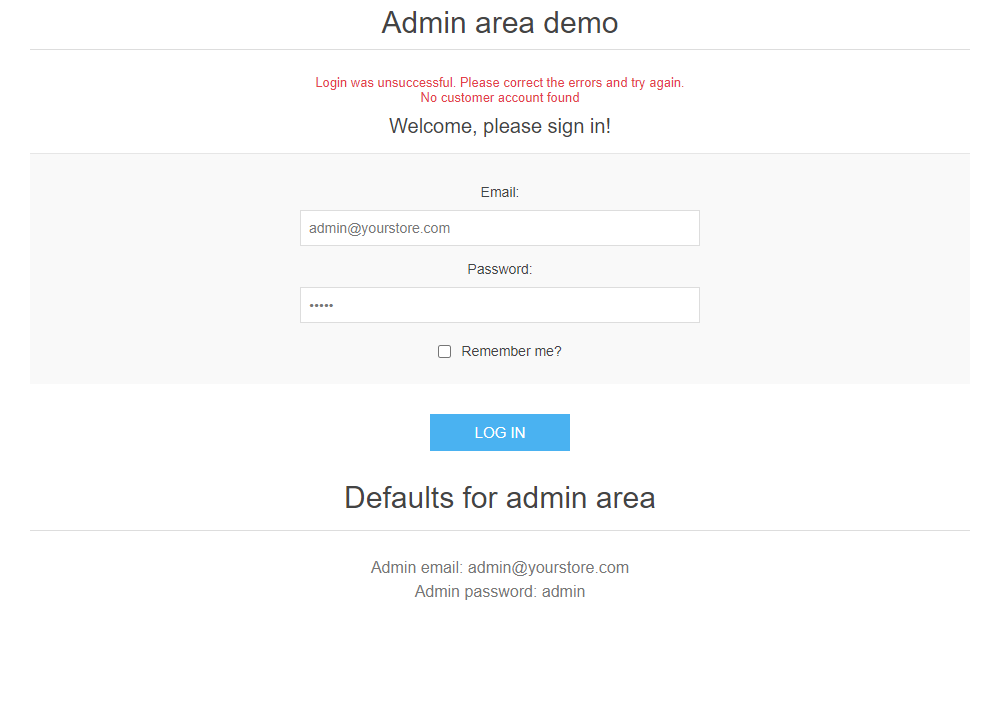 Admin area demo
Login was unsuccessful. Please correct the errors and try again.
No customer account found
Welcome, please sign in!
Email:
admin@yourstore.com
Password:
•••••
Remember me?
LOG IN
Defaults for admin area
Admin email: admin@yourstore.com
Admin password: admin